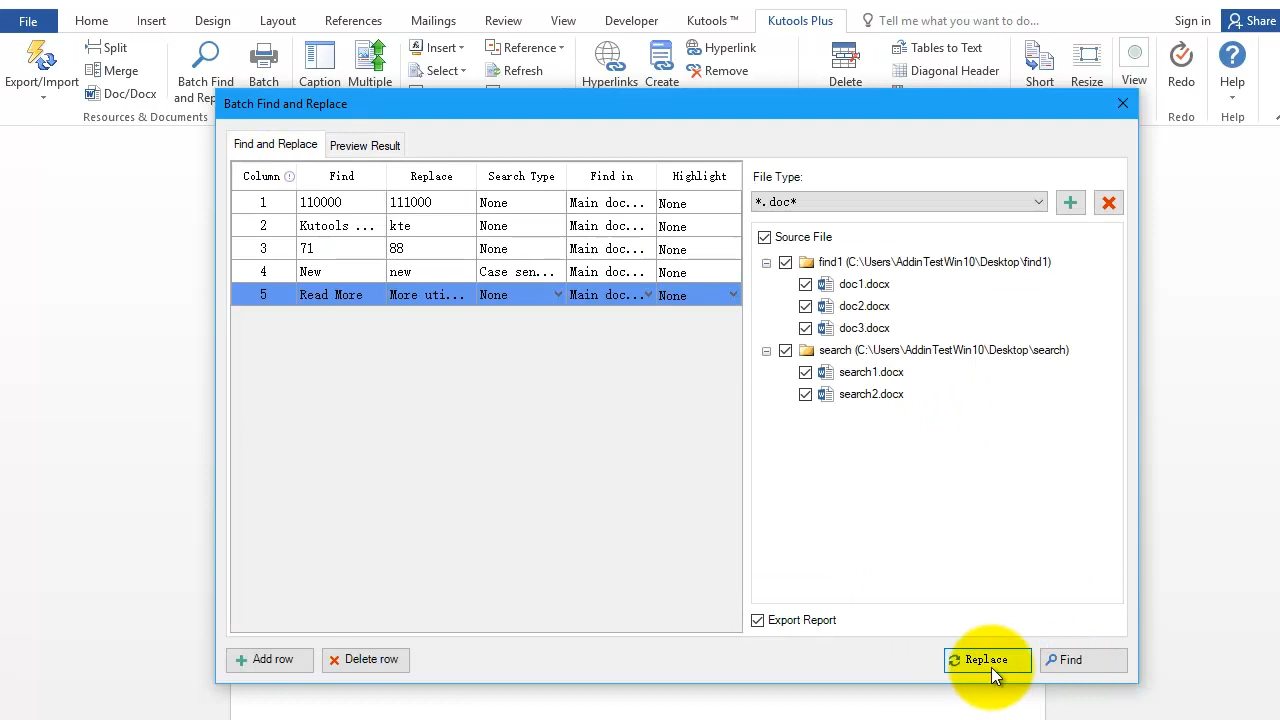 File Home Insert Design Layout References Mailings Review View Developer Kutools ™ Kutools Plus Tell me what you want to do... Sign in Share
Split Insert Reference Hyperlink Tables to Text
Merge Select Refresh Remove Diagonal Header
Export/Import Batch Find Batch Caption Multiple Hyperlinks Create Delete Short Resize View Redo Help
Doc/Docx and Rep
Resources & Documents Redo Help
Batch Find and Replace
Find and Replace Preview Result
Column Find Replace Search Type Find in Highlight
1 110000 111000 None Main doc... None
2 Kutools ... kte None Main doc... None
3 71 88 None Main doc... None
4 New new Case sen... Main doc... None
5 Read More More uti... None Main doc... None
File Type:
*.doc*
Source File
find1 (C:\Users\AddinTestWin10\Desktop\find1)
doc1.docx
doc2.docx
doc3.docx
search (C:\Users\AddinTestWin10\Desktop\search)
search1.docx
search2.docx
Export Report
Add row Delete row Replace Find